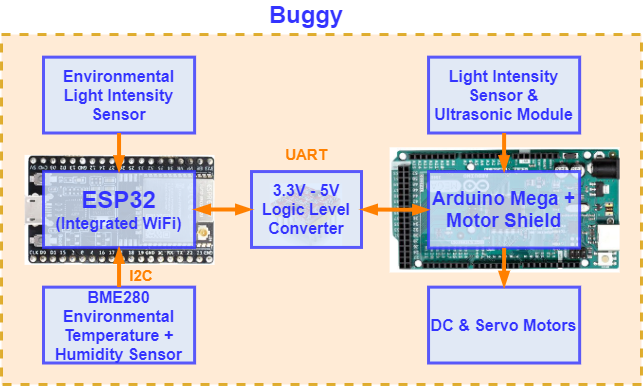 Buggy
Environmental
Light Intensity
Sensor
Light Intensity
Sensor &
Ultrasonic Module
UART
ESP32
(Integrated WiFi)
3.3V - 5V
Logic Level
Converter
Arduino Mega +
Motor Shield
I2C
BME280
Environmental
Temperature +
Humidity Sensor
DC & Servo Motors